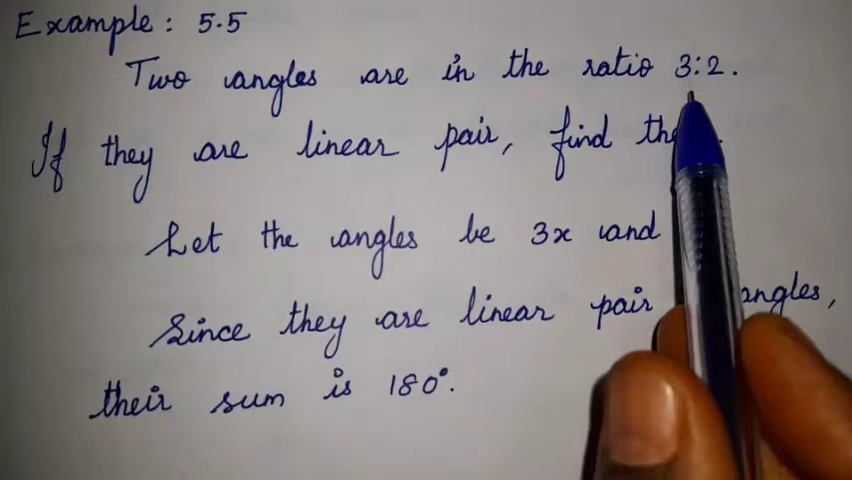 Example: 5.5
Two angles are in the ratio 3:2.
If they are linear pair, find
Let the angles be 3x and
Since they are linear pair angles,
their sum is 180°.